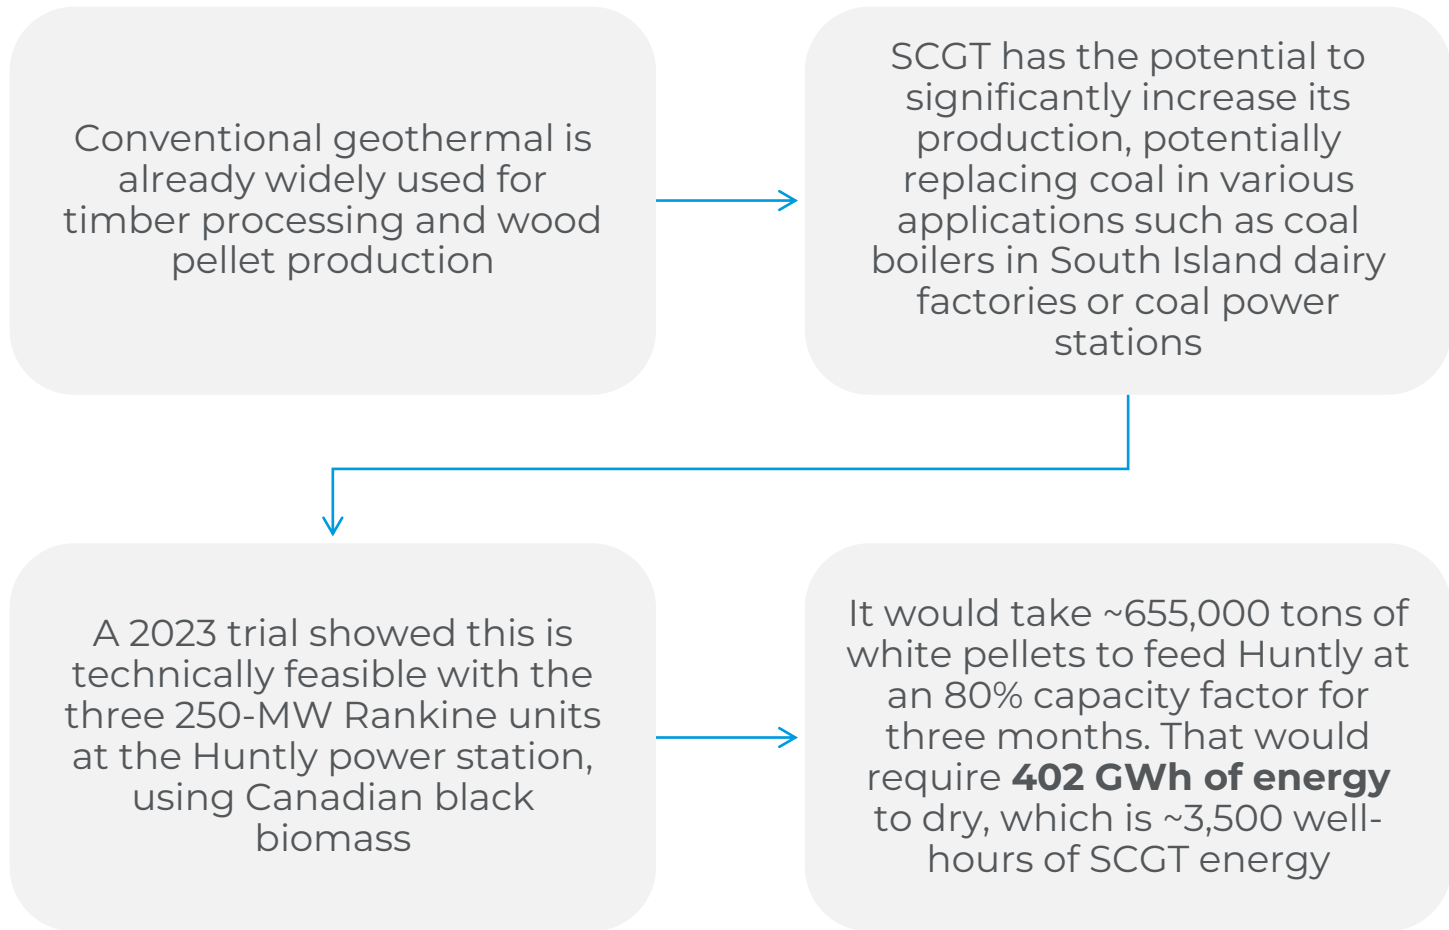 Conventional geothermal is
already widely used for
timber processing and wood
pellet production
SCGT has the potential to
significantly increase its
production, potentially
replacing coal in various
applications such as coal
boilers in South Island dairy
factories or coal power
stations
A 2023 trial showed this is
technically feasible with the
three 250-MW Rankine units
at the Huntly power station,
using Canadian black
biomass
It would take ~655,000 tons of
white pellets to feed Huntly at
an 80% capacity factor for
three months. That would
require 402 GWh of energy
to dry, which is ~3,500 well-
hours of SCGT energy